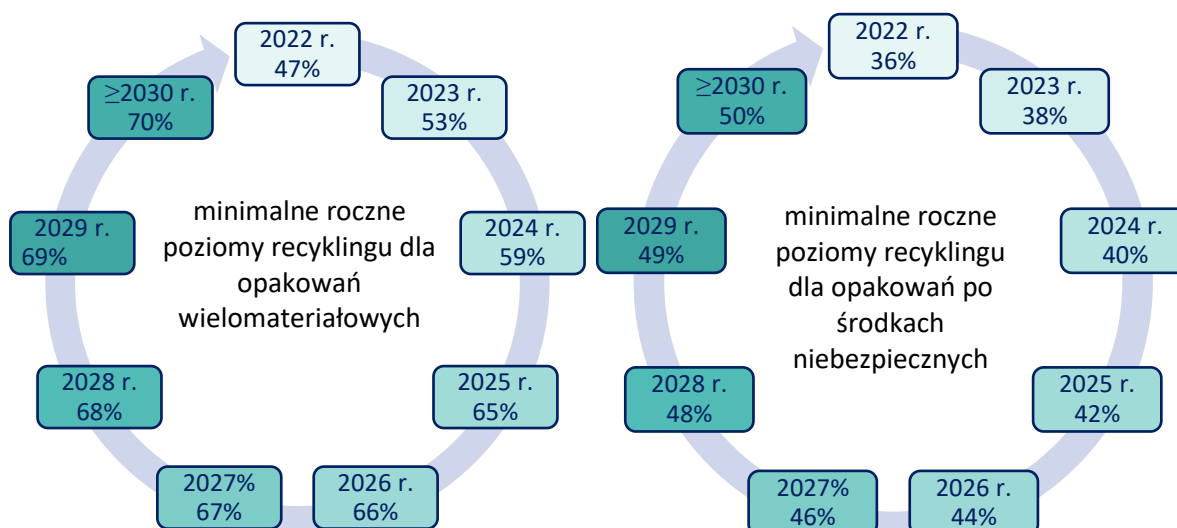 2022 r.
47%
2023 r.
53%
2024 r.
59%
2025 r.
65%
2026 r.
66%
2027%
67%
2028 r.
68%
2029 r.
69%
≥2030 r.
70%
minimalne roczne
poziomy recyklingu dla
opakowań
wielomateriałowych
2022 r.
36%
2023 r.
38%
2024 r.
40%
2025 r.
42%
2026 r.
44%
2027%
46%
2028 r.
48%
2029 r.
49%
≥2030 r.
50%
minimalne roczne
poziomy recyklingu
dla opakowań po
środkach
niebezpiecznych